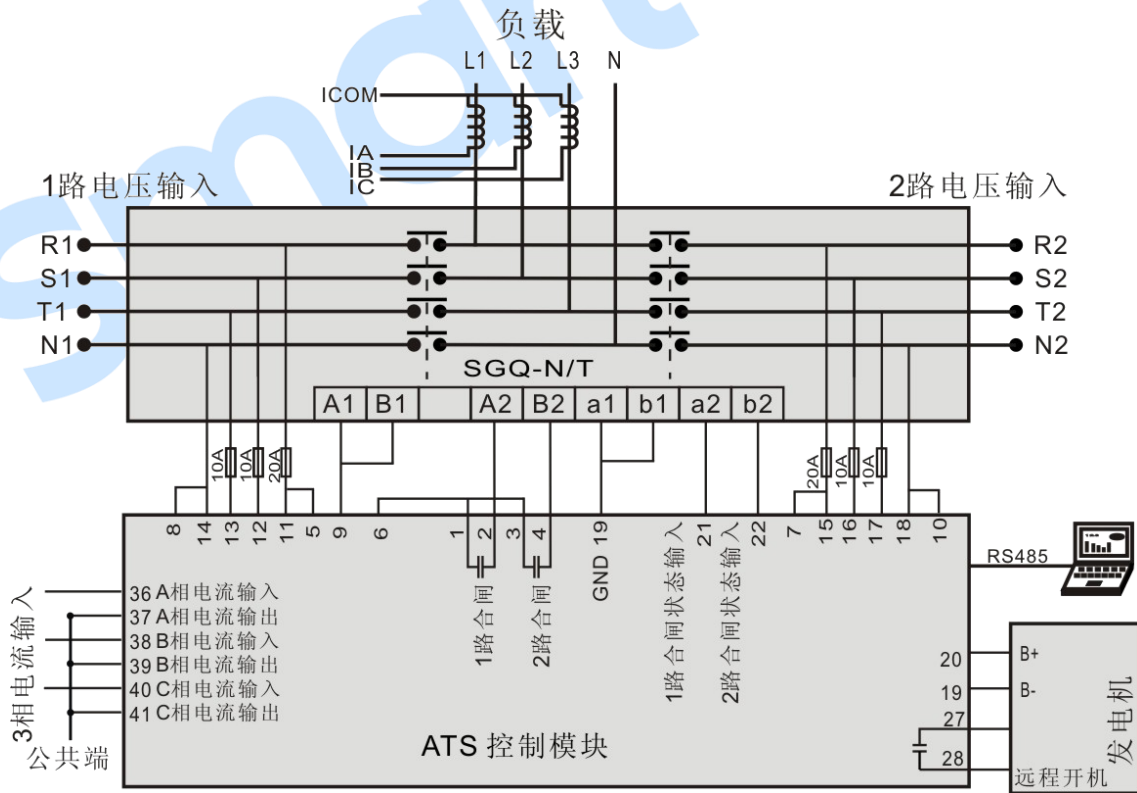 smart
负载
L1 L2 L3 N
ICOM
IA
IB
IC
1路电压输入
2路电压输入
R1
R2
S1
S2
T1
T2
N1
N2
SGQ-N/T
A1 B1 A2 B2 a1 b1 a2 b2
10A 10A 20A
20A 10A 10A
8 14 13 12 11 5 9 6 1 2 3 4 GND 19 21 22 7 15 16 17 18 10
1路合闸
2路合闸
1路合闸状态输入
2路合闸状态输入
RS485
3相电流输入
36 A相电流输入
37 A相电流输出
38 B相电流输入
39 B相电流输出
40 C相电流输入
41 C相电流输出
公共端
ATS 控制模块
20 B+
19 B-
27
28
发电机
远程开机